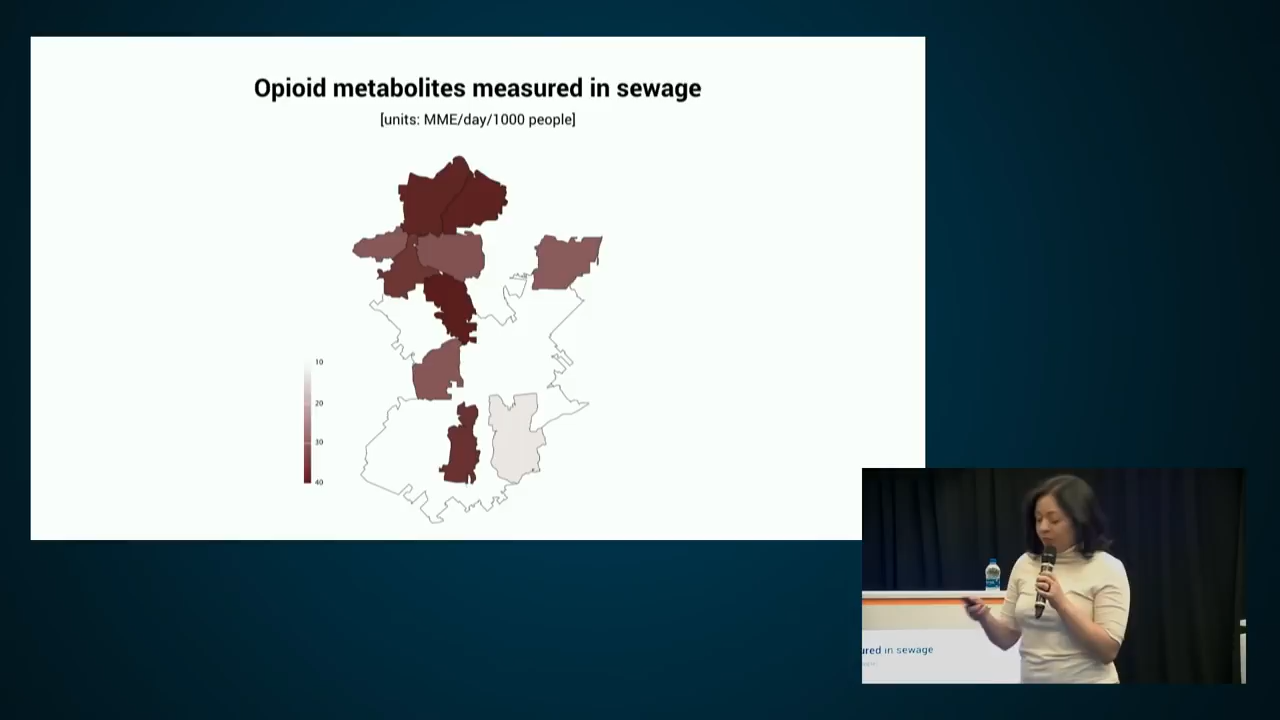 Opioid metabolites measured in sewage
[units: MME/day/1000 people]
10
20
30
40
ured in sewage